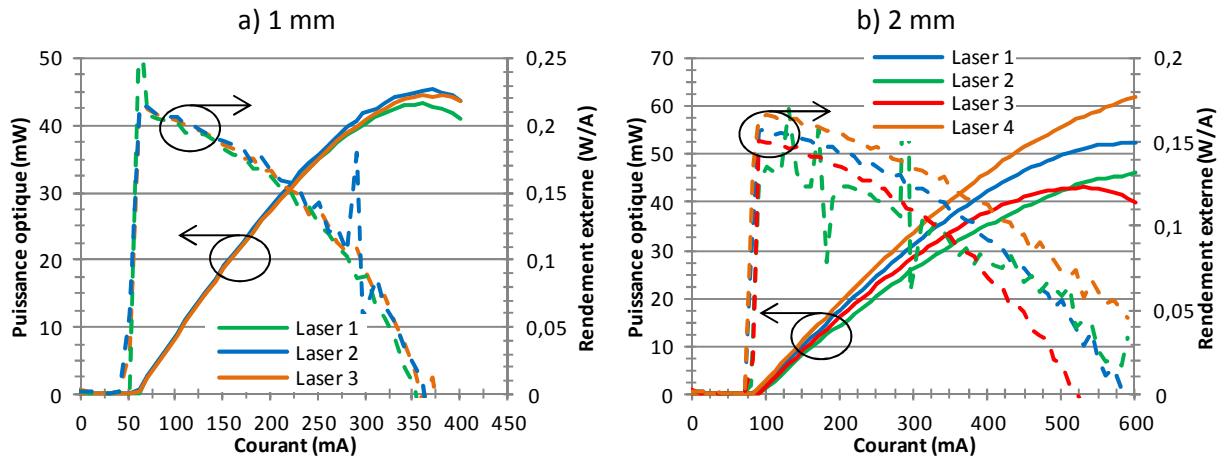 a) 1 mm
Puissance optique (mW)
50
40
30
20
10
0
0,25
0,2
0,15
0,1
0,05
0
Rendement externe (W/A)
0 50 100 150 200 250 300 350 400 450
Courant (mA)
Laser 1
Laser 2
Laser 3
b) 2 mm
Puissance optique (mW)
70
60
50
40
30
20
10
0
0,2
0,15
0,1
0,05
0
Rendement externe (W/A)
0 100 200 300 400 500 600
Courant (mA)
Laser 1
Laser 2
Laser 3
Laser 4